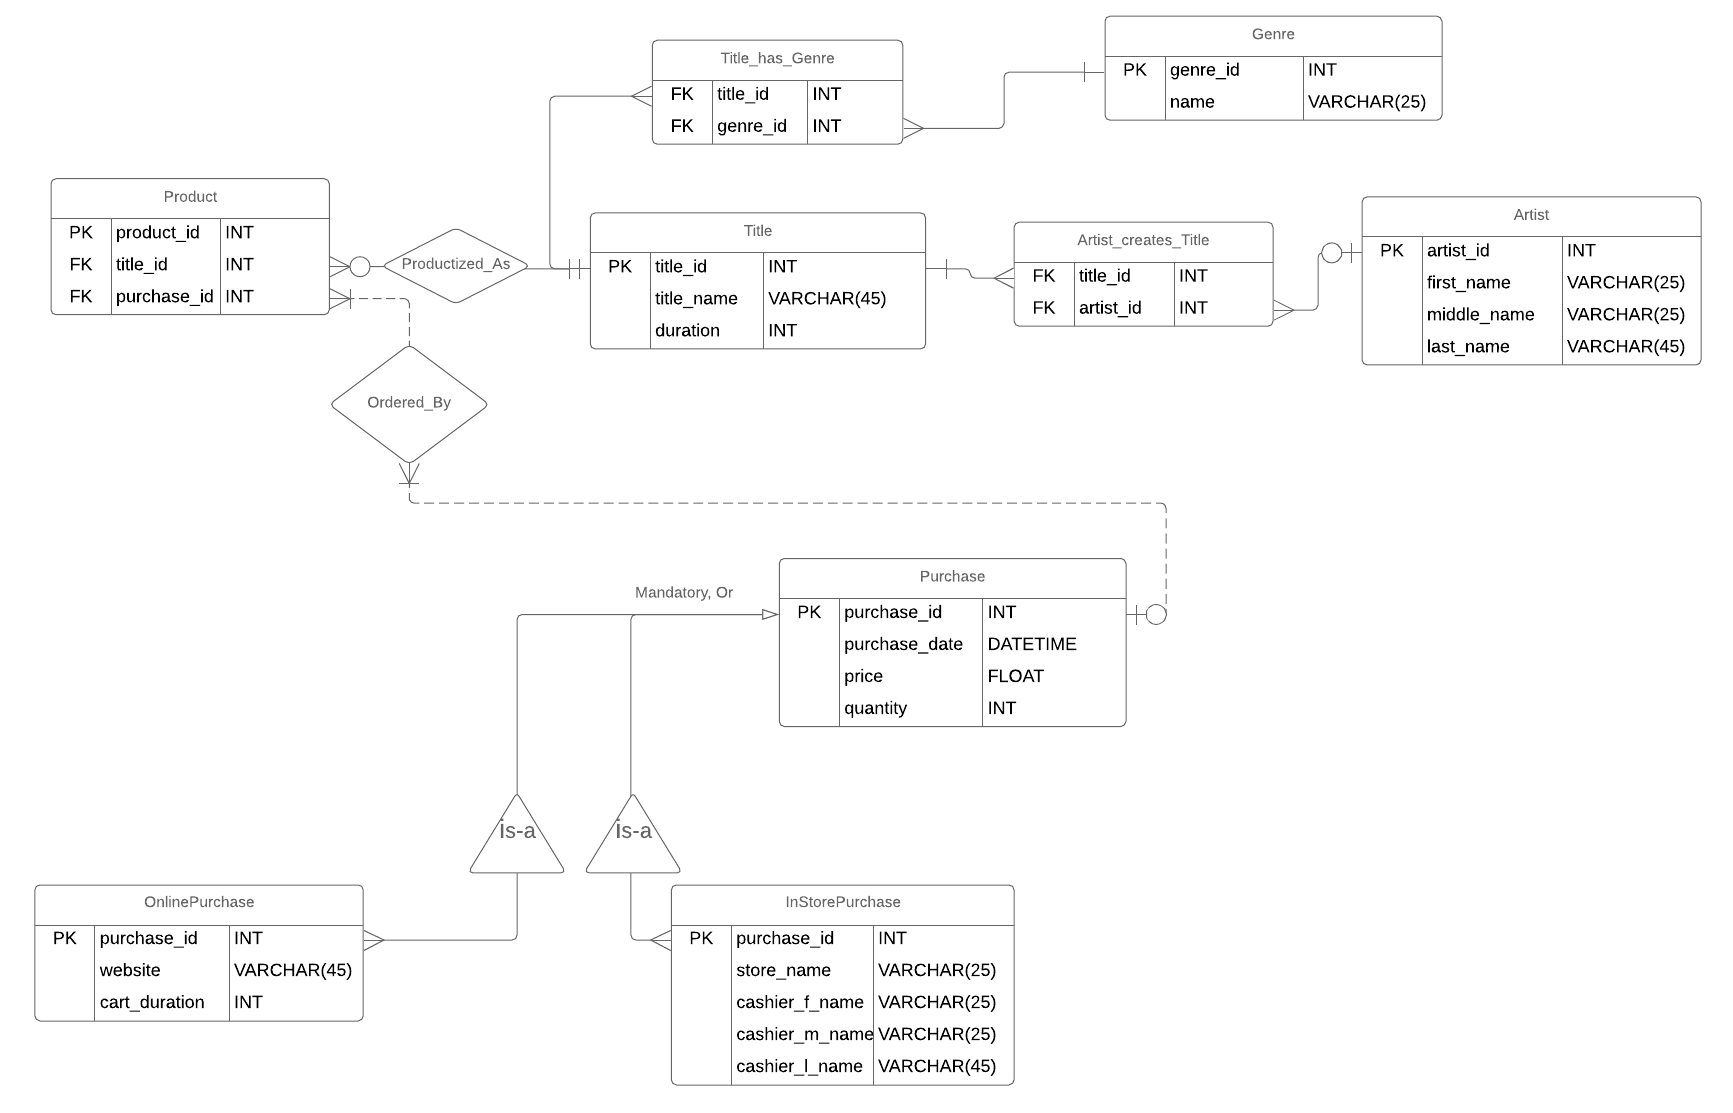 Genre
PK genre_id INT
name VARCHAR(25)
Title_has_Genre
FK title_id INT
FK genre_id INT
Product
PK product_id INT
FK title_id INT
FK purchase_id INT
Productized_As
Title
PK title_id INT
title_name VARCHAR(45)
duration INT
Artist_creates_Title
FK title_id INT
FK artist_id INT
Artist
PK artist_id INT
first_name VARCHAR(25)
middle_name VARCHAR(25)
last_name VARCHAR(45)
Ordered_By
Mandatory, Or
Purchase
PK purchase_id INT
purchase_date DATETIME
price FLOAT
quantity INT
is-a
is-a
OnlinePurchase
PK purchase_id INT
website VARCHAR(45)
cart_duration INT
InStorePurchase
PK purchase_id INT
store_name VARCHAR(25)
cashier_f_name VARCHAR(25)
cashier_m_name VARCHAR(25)
cashier_l_name VARCHAR(45)